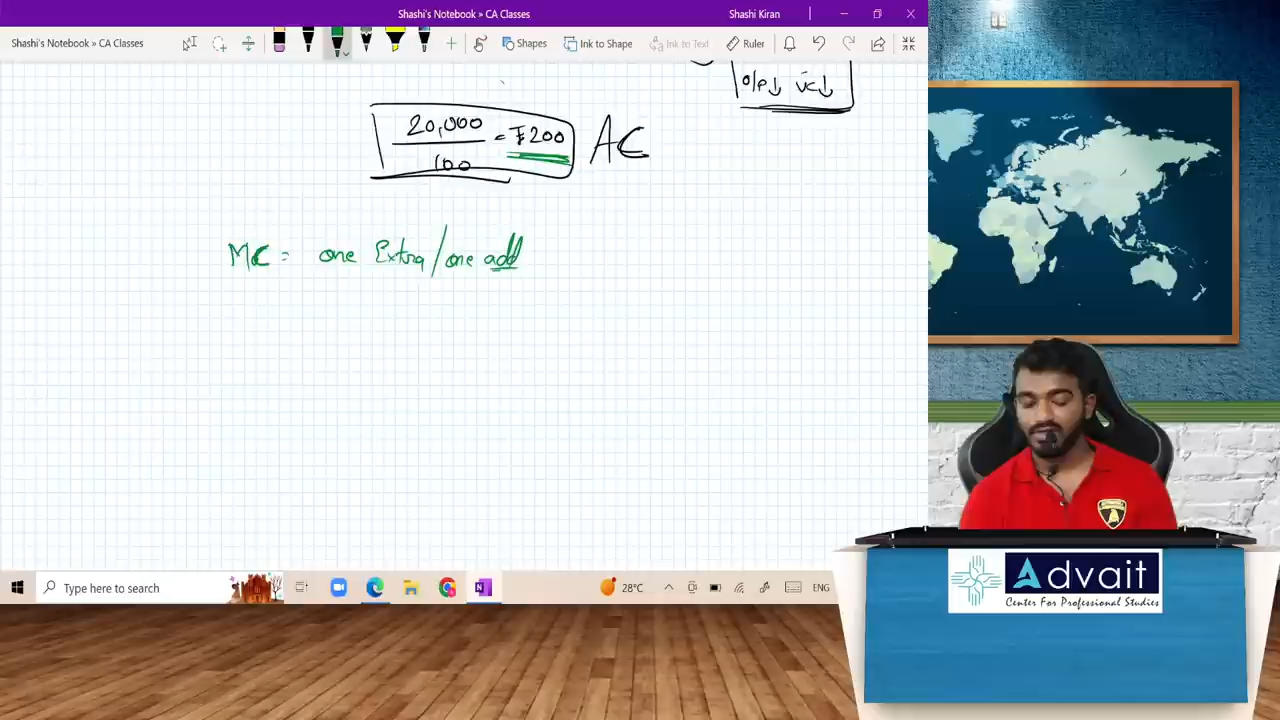 Shashi's Notebook » CA Classes
Shashi Kiran
Shashi's Notebook » CA Classes
Shapes
Ink to Shape
Ink to Text
Ruler
O/P↓ VC↓
20,000
100
= ₹200
AC
MC = one Extra/one add
Type here to search
28°C
ENG
Advait
Center For Professional Studies